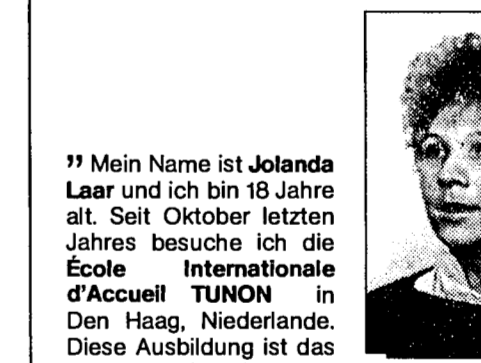 ” Mein Name ist Jolanda
Laar und ich bin 18 Jahre
alt. Seit Oktober letzten
Jahres besuche ich die
École Internationale
d'Accueil TUNON in
Den Haag, Niederlande.
Diese Ausbildung ist das